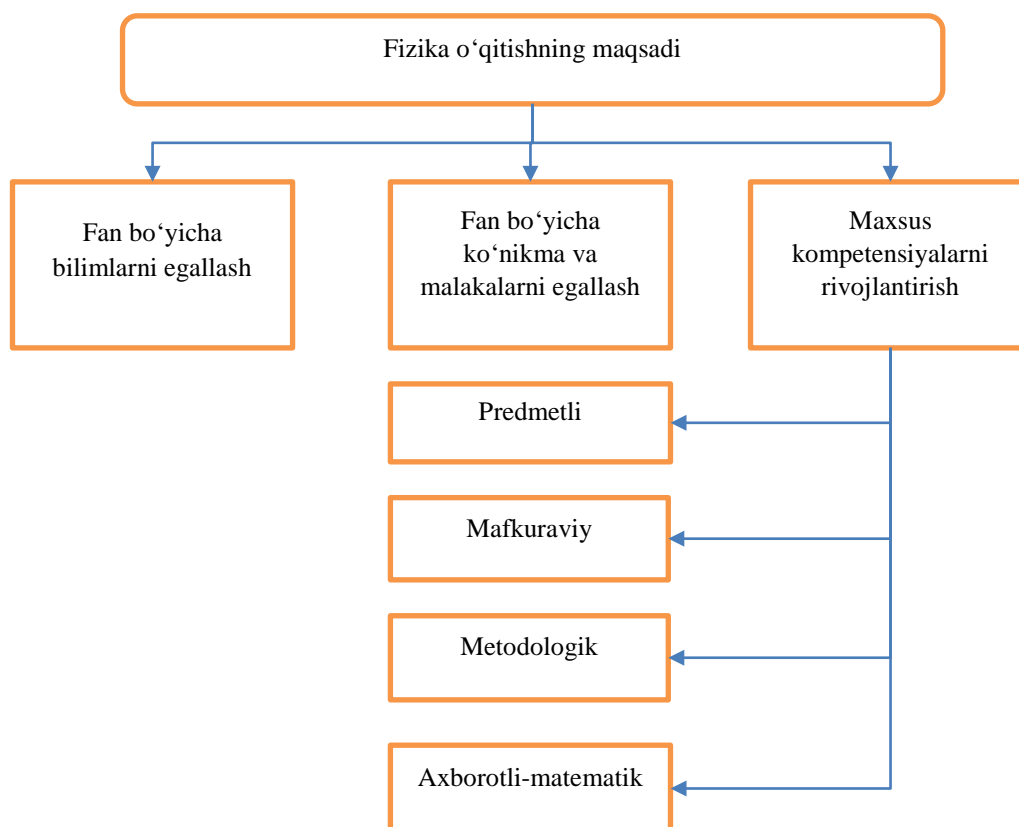 Fizika o‘qitishning maqsadi
Fan bo‘yicha
bilimlarni egallash
Fan bo‘yicha
ko‘nikma va
malakalarni egallash
Maxsus
kompetensiyalarni
rivojlantirish
Predmetli
Mafkuraviy
Metodologik
Axborotli-matematik